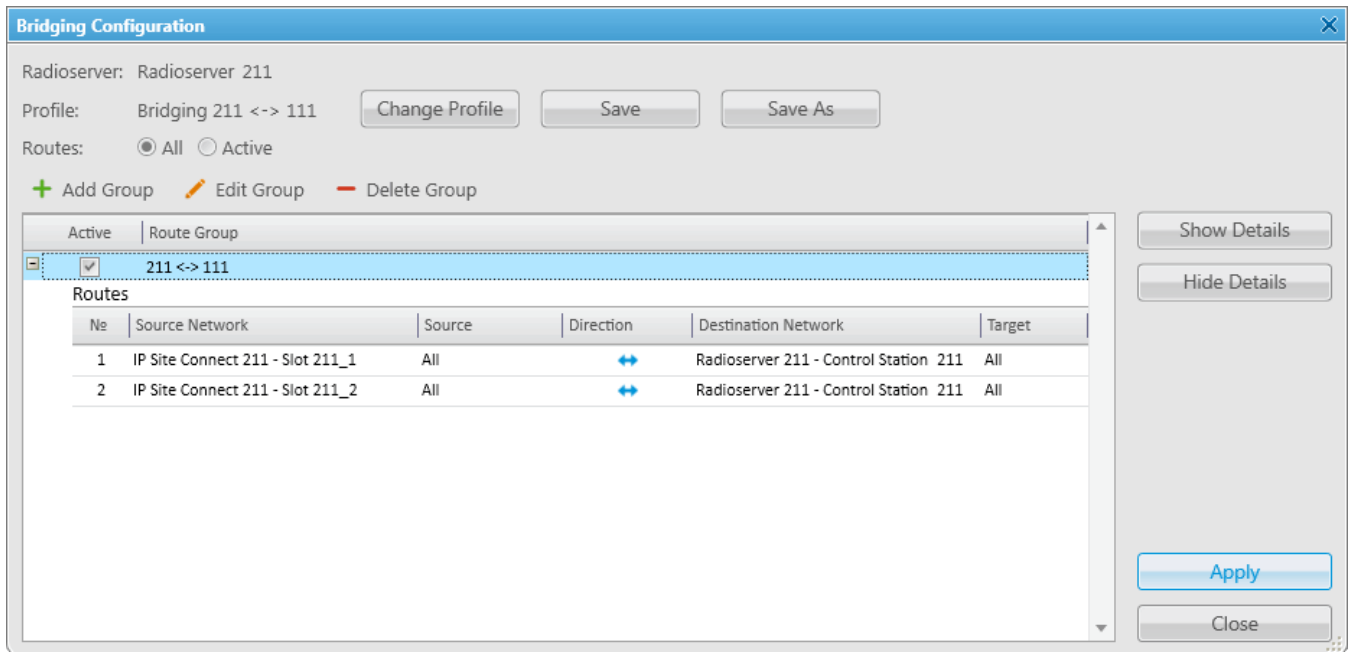 Bridging Configuration
Radioserver: Radioserver 211
Profile: Bridging 211 <-> 111 Change Profile Save Save As
Routes: All Active
Add Group Edit Group Delete Group
Active Route Group Show Details
211 <-> 111 Hide Details
Routes
№ Source Network Source Direction Destination Network Target
1 IP Site Connect 211 - Slot 211_1 All Radioserver 211 - Control Station 211 All
2 IP Site Connect 211 - Slot 211_2 All Radioserver 211 - Control Station 211 All
Apply
Close